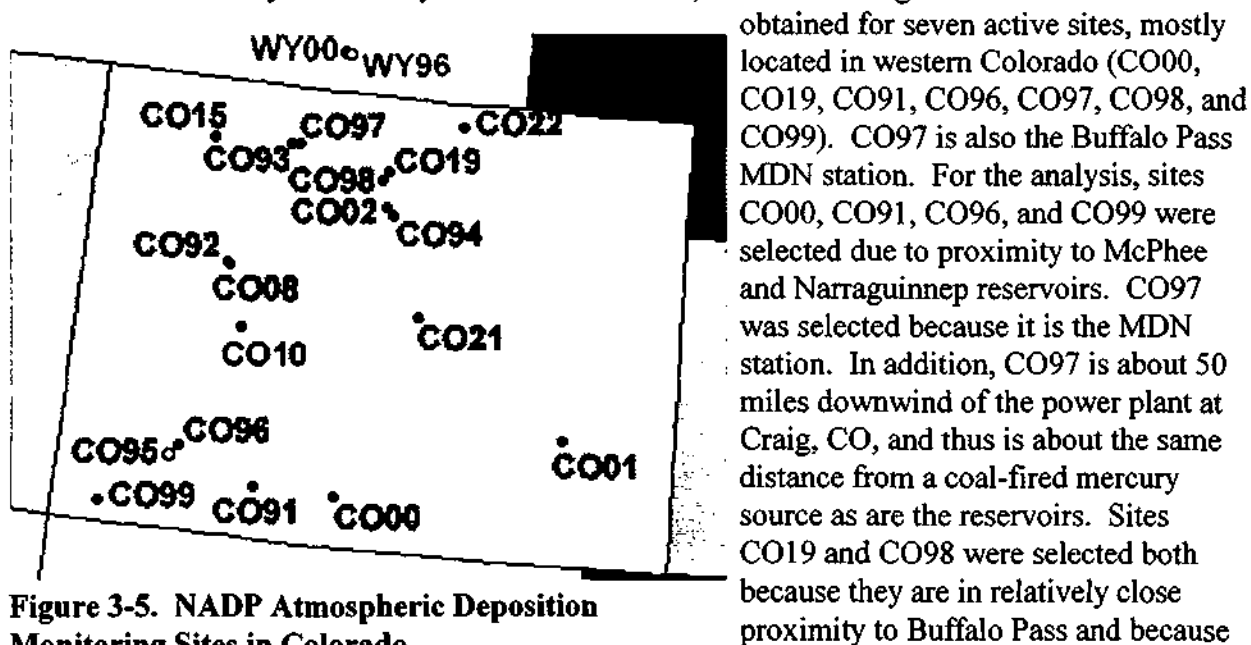 WY00 WY96
CO15 CO97 CO22
CO93 CO98 CO19
CO02 CO94
CO92
CO08
CO10 CO21
CO96
CO95 CO01
CO99 CO91 CO00
Figure 3-5. NADP Atmospheric Deposition
Monitoring Sites in Colorado
obtained for seven active sites, mostly
located in western Colorado (CO00,
CO19, CO91, CO96, CO97, CO98, and
CO99). CO97 is also the Buffalo Pass
MDN station. For the analysis, sites
CO00, CO91, CO96, and CO99 were
selected due to proximity to McPhee
and Narraguinnep reservoirs. CO97
was selected because it is the MDN
station. In addition, CO97 is about 50
miles downwind of the power plant at
Craig, CO, and thus is about the same
distance from a coal-fired mercury
source as are the reservoirs. Sites
CO19 and CO98 were selected both
because they are in relatively close
proximity to Buffalo Pass and because